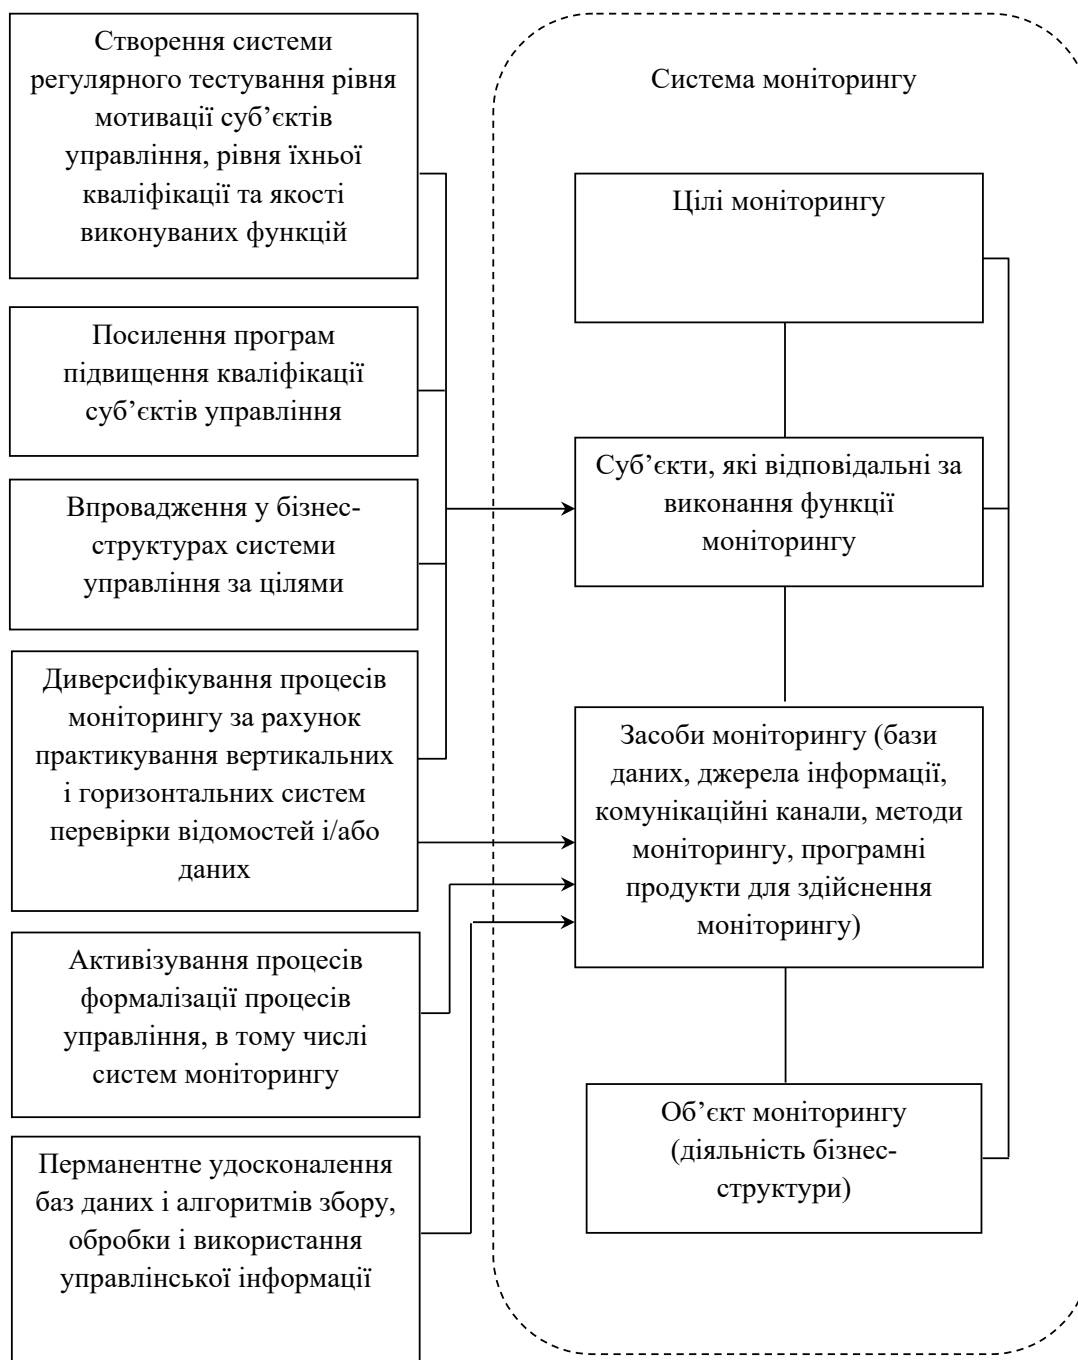 Створення системи
регулярного тестування рівня
мотивації суб’єктів
управління, рівня їхньої
кваліфікації та якості
виконуваних функцій
Посилення програм
підвищення кваліфікації
суб’єктів управління
Впровадження у бізнес-
структурах системи
управління за цілями
Диверсифікування процесів
моніторингу за рахунок
практикування вертикальних
і горизонтальних систем
перевірки відомостей і/або
даних
Активізування процесів
формалізації процесів
управління, в тому числі
систем моніторингу
Перманентне удосконалення
баз даних і алгоритмів збору,
обробки і використання
управлінської інформації
Система моніторингу
Цілі моніторингу
Суб’єкти, які відповідальні за
виконання функції
моніторингу
Засоби моніторингу (бази
даних, джерела інформації,
комунікаційні канали, методи
моніторингу, програмні
продукти для здійснення
моніторингу)
Об’єкт моніторингу
(діяльність бізнес-
структури)